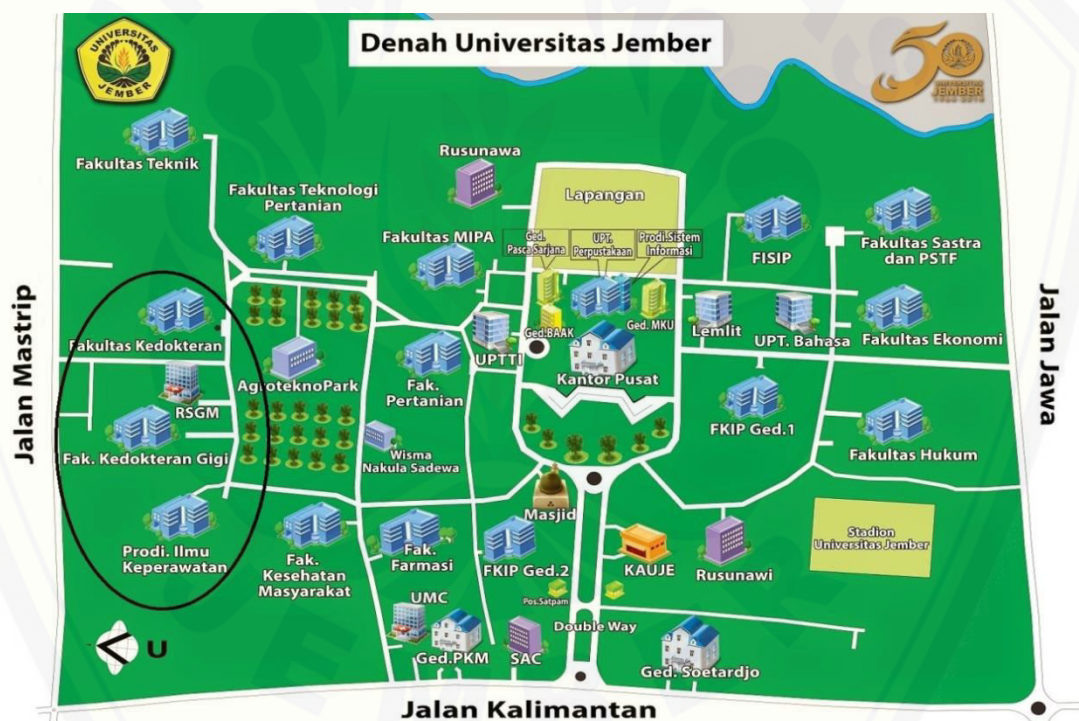 Denah Universitas Jember
UNIVERSITAS
JEMBER
50
UNIVERSITAS
JEMBER
Fakultas Teknik
Rusunawa
Fakultas Teknologi
Pertanian
Lapangan
Fakultas MIPA
Ged.
Pasca Sarjana
UPT.
Perpustakaan
Prodi.Sistem
Informasi
FISIP
Fakultas Sastra
dan PSTF
Jalan Mastrip
Jalan Jawa
Fakultas Kedokteran
AgroteknoPark
RSGM
Fak. Kedokteran Gigi
Prodi. Ilmu
Keperawatan
UPTTI
Fak.
Pertanian
Wisma
Nakula Sadewa
Ged.BAAK
Ged. MKU
Kantor Pusat
Lemlit
UPT. Bahasa
Fakultas Ekonomi
FKIP Ged.1
Fakultas Hukum
Masjid
Stadion
Universitas Jember
Fak.
Kesehatan
Masyarakat
Fak.
Farmasi
FKIP Ged.2
KAUJE
Rusunawi
Pos.Satpam
UMC
Ged.PKM
SAC
Double Way
Ged. Soetardjo
U
Jalan Kalimantan